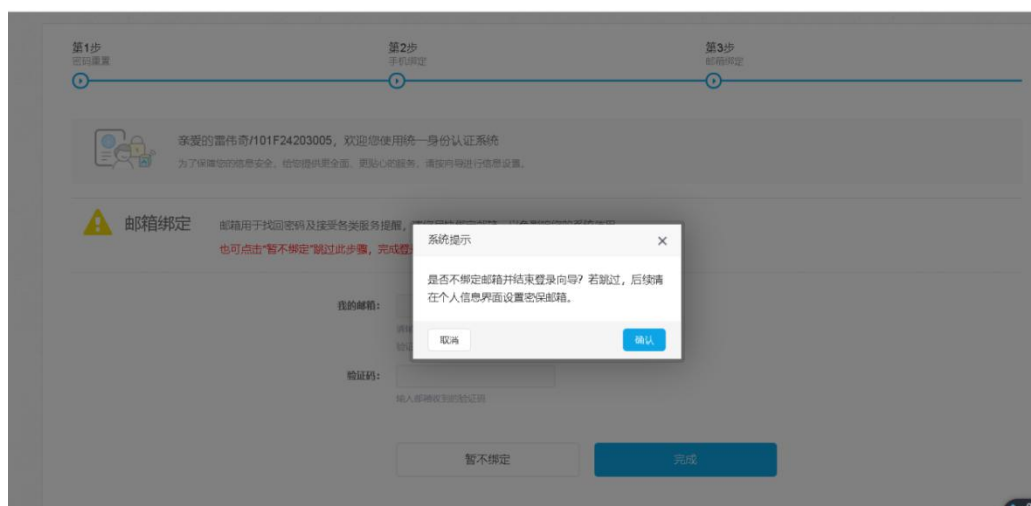 第1步
密码重置
第2步
手机绑定
第3步
邮箱绑定
亲爱的雷伟奇/101F24203005，欢迎您使用统一身份认证系统
为了保障您的信息安全，给您提供更全面、更贴心的服务，请按向导进行信息设置。
邮箱绑定
邮箱用于找回密码及接受各类服务提醒，
也可点击“暂不绑定”跳过此步骤，完成登
系统提示
×
是否不绑定邮箱并结束登录向导？若跳过，后续请
在个人信息界面设置密保邮箱。
取消
确认
我的邮箱：
验证码：
输入邮箱收到的验证码
暂不绑定
完成